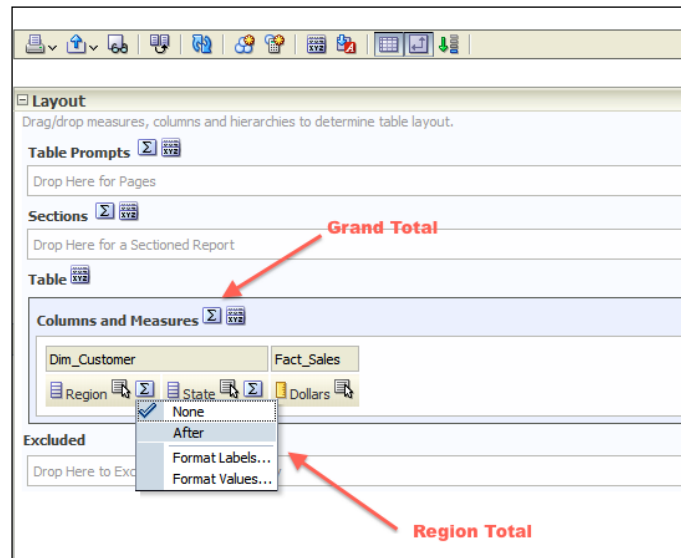 Layout
Drag/drop measures, columns and hierarchies to determine table layout.
Table Prompts
Drop Here for Pages
Sections
Drop Here for a Sectioned Report
Grand Total
Table
Columns and Measures
Dim_Customer Fact_Sales
Region State Dollars
None
After
Format Labels...
Format Values...
Excluded
Drop Here to Exc
Region Total